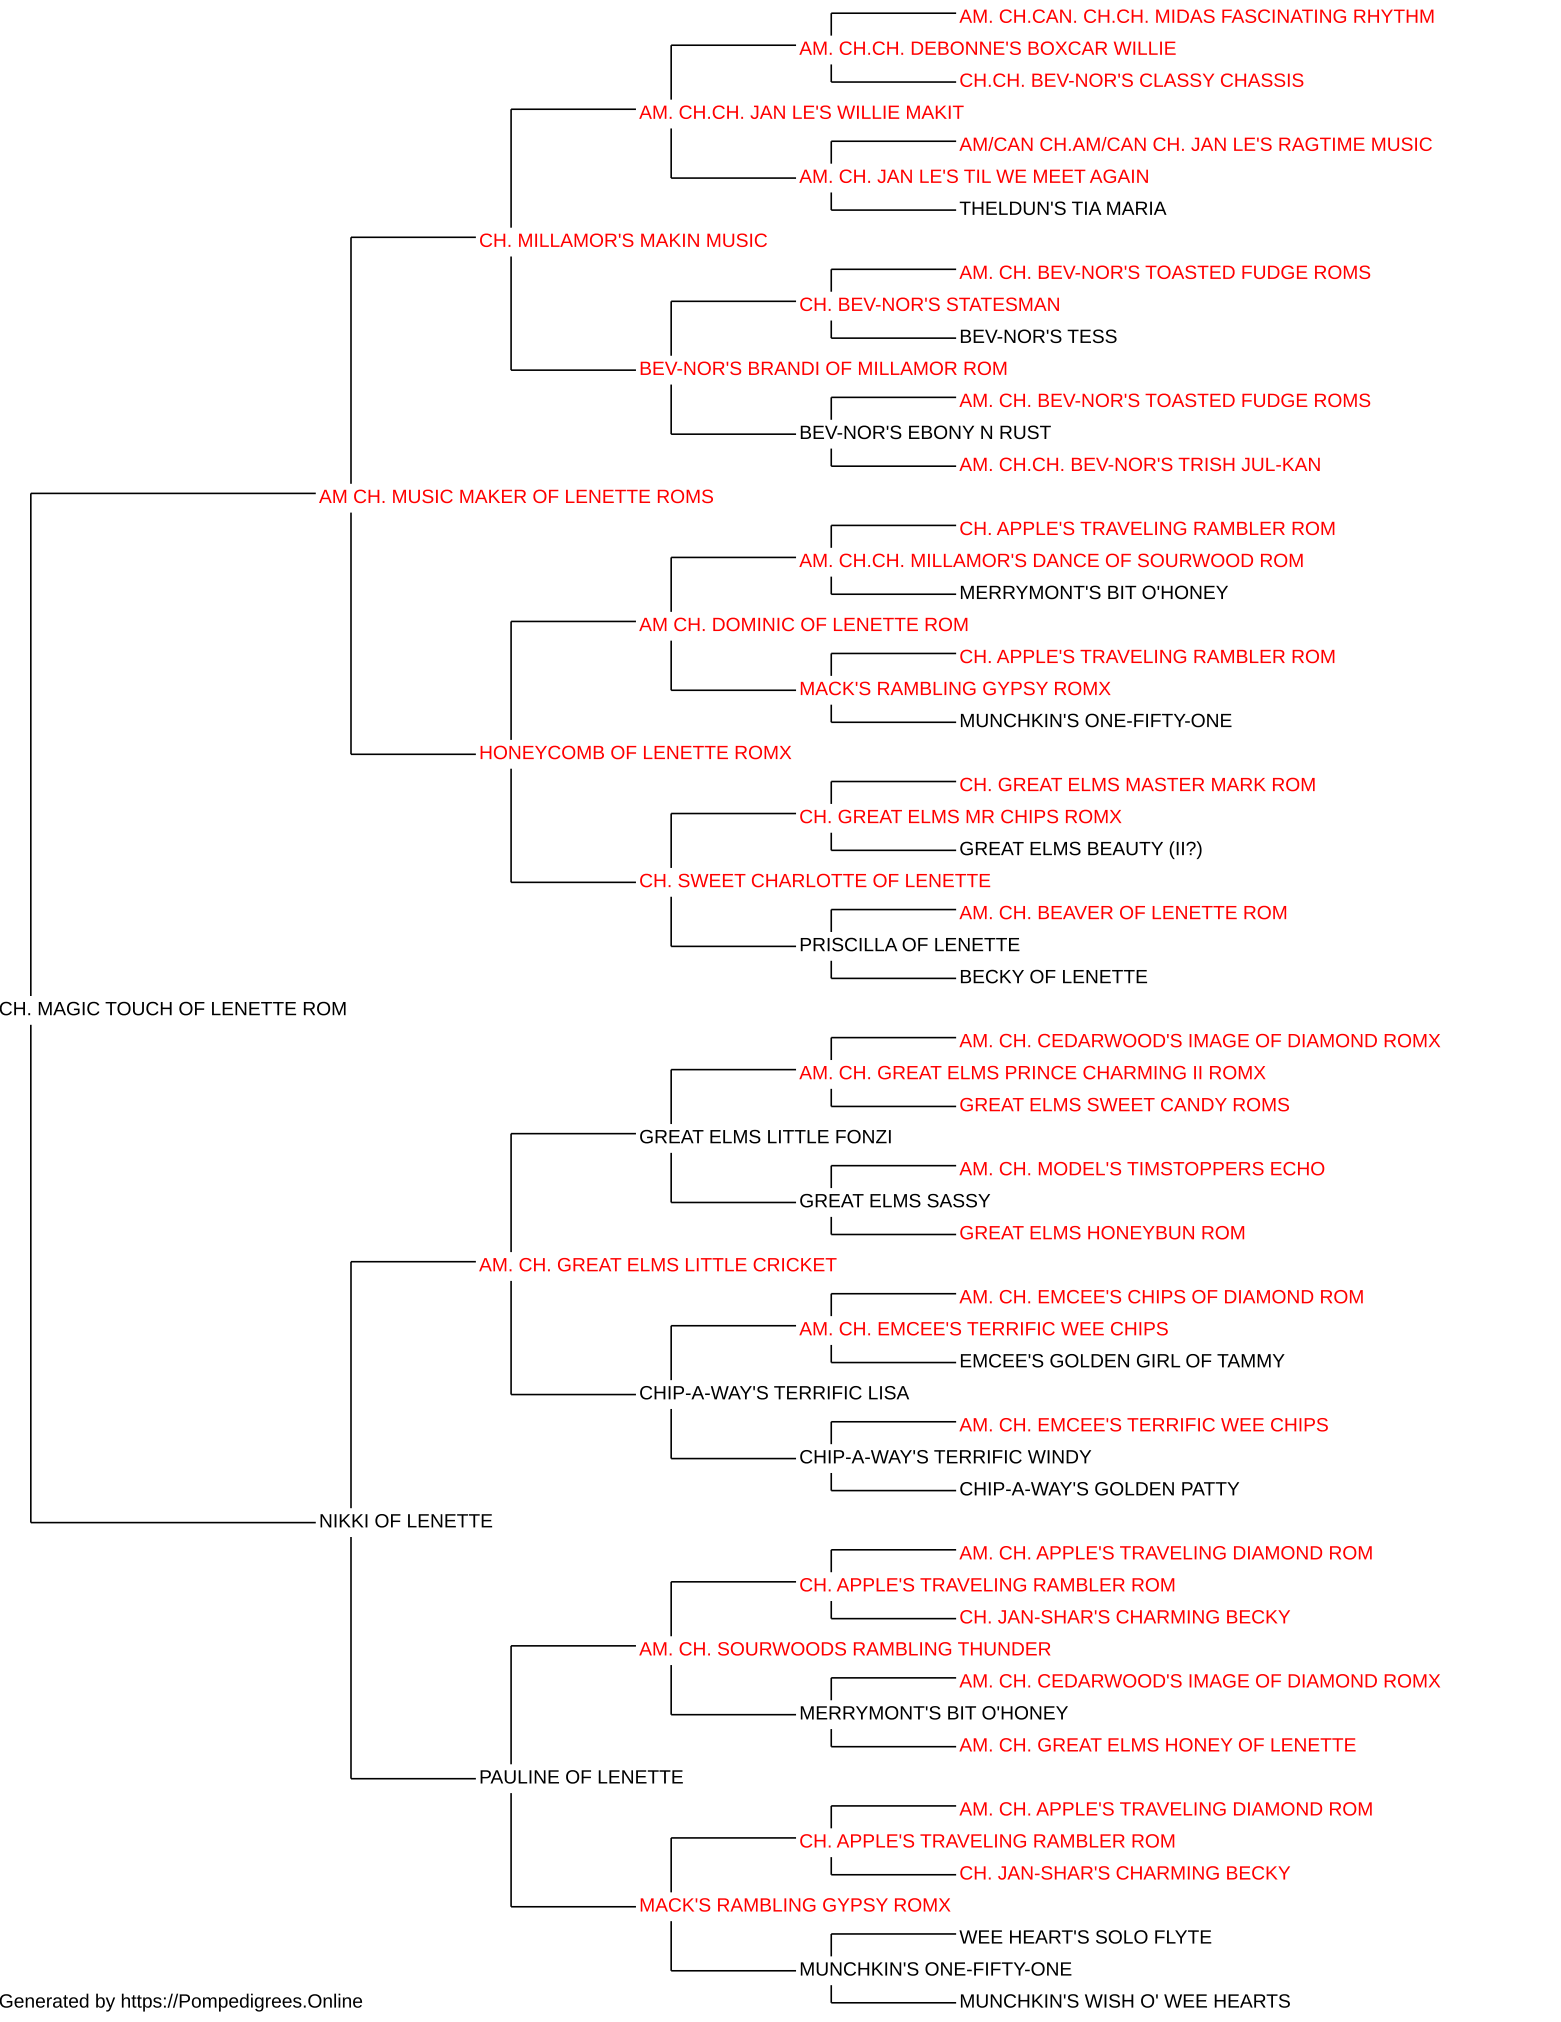 AM. CH.CAN. CH.CH. MIDAS FASCINATING RHYTHM
AM. CH.CH. DEBONNE'S BOXCAR WILLIE
CH.CH. BEV-NOR'S CLASSY CHASSIS
AM. CH.CH. JAN LE'S WILLIE MAKIT
AM/CAN CH.AM/CAN CH. JAN LE'S RAGTIME MUSIC
AM. CH. JAN LE'S TIL WE MEET AGAIN
THELDUN'S TIA MARIA
CH. MILLAMOR'S MAKIN MUSIC
AM. CH. BEV-NOR'S TOASTED FUDGE ROMS
CH. BEV-NOR'S STATESMAN
BEV-NOR'S TESS
BEV-NOR'S BRANDI OF MILLAMOR ROM
AM. CH. BEV-NOR'S TOASTED FUDGE ROMS
BEV-NOR'S EBONY N RUST
AM. CH.CH. BEV-NOR'S TRISH JUL-KAN
AM CH. MUSIC MAKER OF LENETTE ROMS
CH. APPLE'S TRAVELING RAMBLER ROM
AM. CH.CH. MILLAMOR'S DANCE OF SOURWOOD ROM
MERRYMONT'S BIT O'HONEY
AM CH. DOMINIC OF LENETTE ROM
CH. APPLE'S TRAVELING RAMBLER ROM
MACK'S RAMBLING GYPSY ROMX
MUNCHKIN'S ONE-FIFTY-ONE
HONEYCOMB OF LENETTE ROMX
CH. GREAT ELMS MASTER MARK ROM
CH. GREAT ELMS MR CHIPS ROMX
GREAT ELMS BEAUTY (II?)
CH. SWEET CHARLOTTE OF LENETTE
AM. CH. BEAVER OF LENETTE ROM
PRISCILLA OF LENETTE
BECKY OF LENETTE
CH. MAGIC TOUCH OF LENETTE ROM
AM. CH. CEDARWOOD'S IMAGE OF DIAMOND ROMX
AM. CH. GREAT ELMS PRINCE CHARMING II ROMX
GREAT ELMS SWEET CANDY ROMS
GREAT ELMS LITTLE FONZI
AM. CH. MODEL'S TIMSTOPPERS ECHO
GREAT ELMS SASSY
GREAT ELMS HONEYBUN ROM
AM. CH. GREAT ELMS LITTLE CRICKET
AM. CH. EMCEE'S CHIPS OF DIAMOND ROM
AM. CH. EMCEE'S TERRIFIC WEE CHIPS
EMCEE'S GOLDEN GIRL OF TAMMY
CHIP-A-WAY'S TERRIFIC LISA
AM. CH. EMCEE'S TERRIFIC WEE CHIPS
CHIP-A-WAY'S TERRIFIC WINDY
CHIP-A-WAY'S GOLDEN PATTY
NIKKI OF LENETTE
AM. CH. APPLE'S TRAVELING DIAMOND ROM
CH. APPLE'S TRAVELING RAMBLER ROM
CH. JAN-SHAR'S CHARMING BECKY
AM. CH. SOURWOODS RAMBLING THUNDER
AM. CH. CEDARWOOD'S IMAGE OF DIAMOND ROMX
MERRYMONT'S BIT O'HONEY
AM. CH. GREAT ELMS HONEY OF LENETTE
PAULINE OF LENETTE
AM. CH. APPLE'S TRAVELING DIAMOND ROM
CH. APPLE'S TRAVELING RAMBLER ROM
CH. JAN-SHAR'S CHARMING BECKY
MACK'S RAMBLING GYPSY ROMX
WEE HEART'S SOLO FLYTE
MUNCHKIN'S ONE-FIFTY-ONE
MUNCHKIN'S WISH O' WEE HEARTS
Generated by https://Pompedigrees.Online